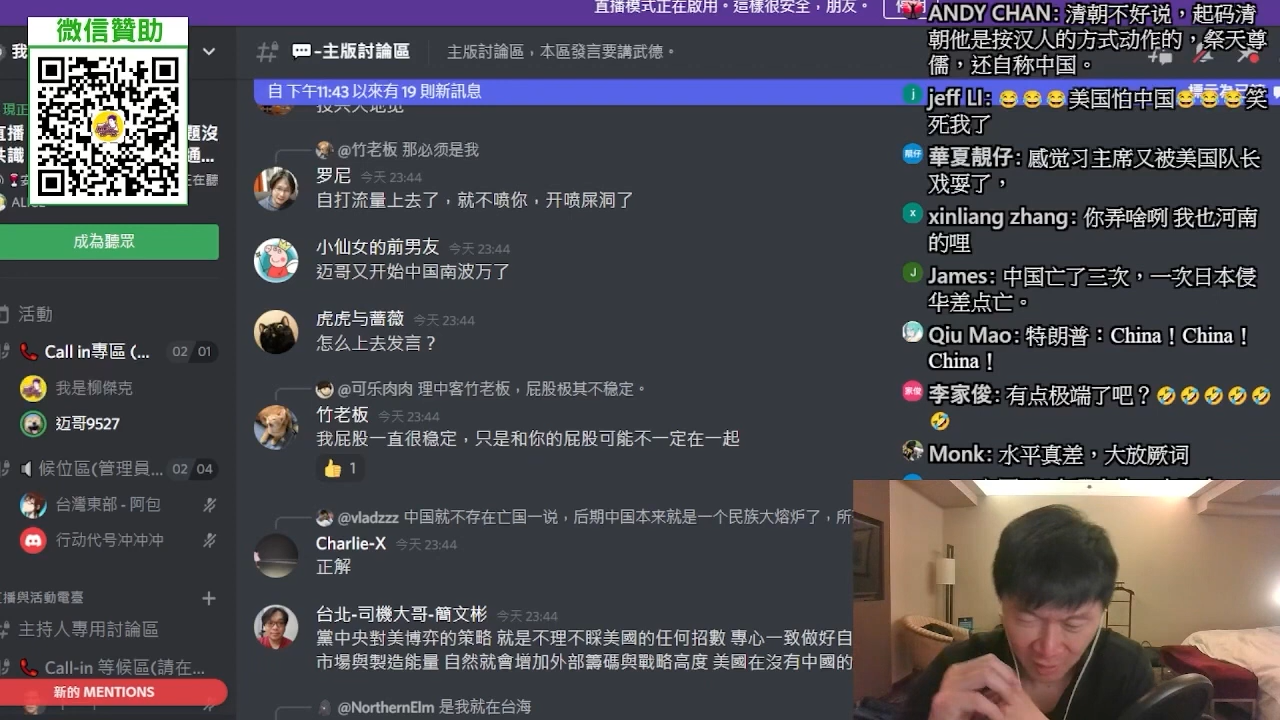 直播模式正在啟用。這樣很安全，朋友。
微信贊助
💬-主版討論區
主版討論區，本區發言要講武德。
自 下午11:43 以來有 19 則新訊息
成為聽眾
活動
Call in專區 (...
02 01
我是柳傑克
迈哥9527
候位區(管理員...
02 04
台灣東部 - 阿包
行动代号冲冲冲
直播與活動電臺
主持人專用討論區
Call-in 等候區(請在...
新的 MENTIONS
@竹老板 那必须是我
罗尼 今天 23:44
自打流量上去了，就不喷你，开喷屎洞了
小仙女的前男友 今天 23:44
迈哥又开始中国南波万了
虎虎与蔷薇 今天 23:44
怎么上去发言？
@可乐肉肉 理中客竹老板，屁股极其不稳定。
竹老板 今天 23:44
我屁股一直很稳定，只是和你的屁股可能不一定在一起
👍 1
@vladzzz 中国就不存在亡国一说，后期中国本来就是一个民族大熔炉了，所
Charlie-X 今天 23:44
正解
台北-司機大哥-簡文彬 今天 23:44
黨中央對美博弈的策略 就是不理不睬美國的任何招數 專心一致做好自
市場與製造能量 自然就會增加外部籌碼與戰略高度 美國在沒有中國的
@NorthernElm 是我就在台海
ANDY CHAN: 清朝不好说，起码清
朝他是按汉人的方式动作的，祭天尊
儒，还自称中国。
jeff LI: 😂😂😂美国怕中国😂😂😂笑
死我了
華夏靓仔: 感觉习主席又被美国队长
戏耍了，
xinliang zhang: 你弄啥咧 我也河南
的哩
James: 中国亡了三次，一次日本侵
华差点亡。
Qiu Mao: 特朗普：China！China！
China！
李家俊: 有点极端了吧？🤣🤣🤣🤣🤣
🤣
Monk: 水平真差，大放厥词